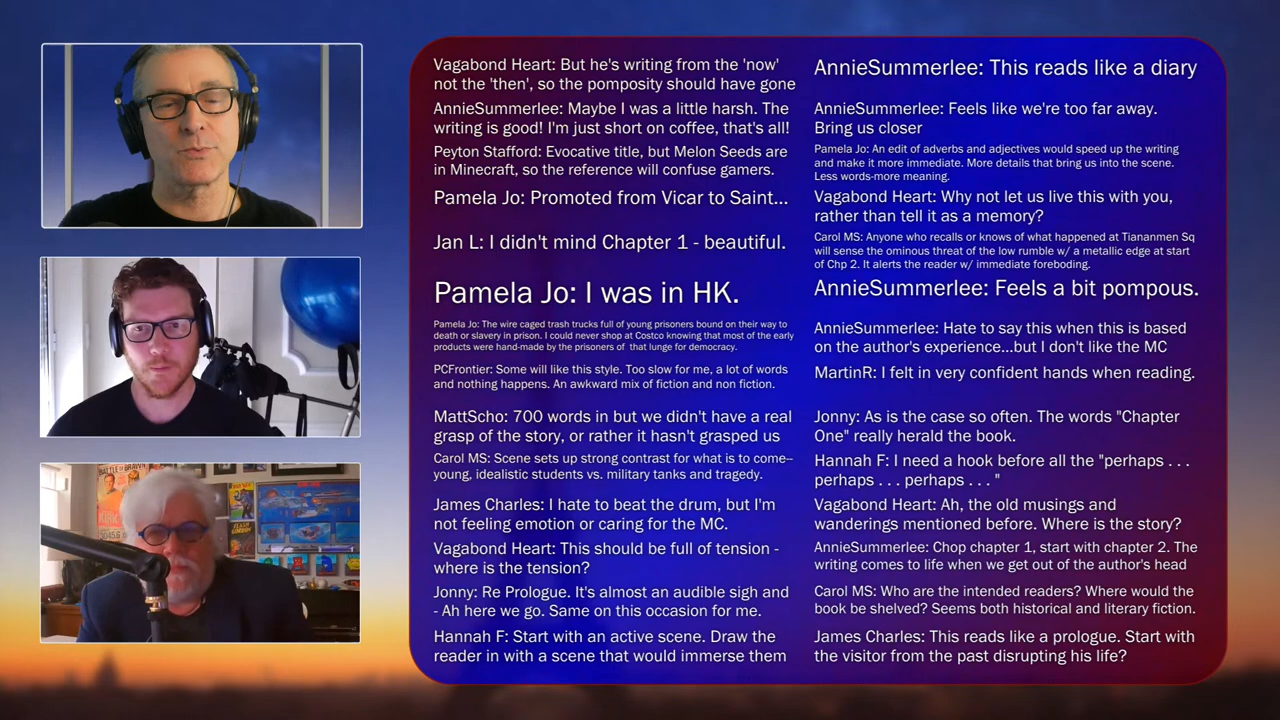 Vagabond Heart: But he's writing from the 'now'
not the 'then', so the pomposity should have gone
AnnieSummerlee: Maybe I was a little harsh. The
writing is good! I'm just short on coffee, that's all!
Peyton Stafford: Evocative title, but Melon Seeds are
in Minecraft, so the reference will confuse gamers.
Pamela Jo: Promoted from Vicar to Saint...
Jan L: I didn't mind Chapter 1 - beautiful.
Pamela Jo: I was in HK.
Pamela Jo: The wire caged trash trucks full of young prisoners bound on their way to
death or slavery in prison. I could never shop at Costco knowing that most of the early
products were hand-made by the prisoners of that lunge for democracy.
PCFrontier: Some will like this style. Too slow for me, a lot of words
and nothing happens. An awkward mix of fiction and non fiction.
MattScho: 700 words in but we didn't have a real
grasp of the story, or rather it hasn't grasped us
Carol MS: Scene sets up strong contrast for what is to come--
young, idealistic students vs. military tanks and tragedy.
James Charles: I hate to beat the drum, but I'm
not feeling emotion or caring for the MC.
Vagabond Heart: This should be full of tension -
where is the tension?
Jonny: Re Prologue. It's almost an audible sigh and
- Ah here we go. Same on this occasion for me.
Hannah F: Start with an active scene. Draw the
reader in with a scene that would immerse them
AnnieSummerlee: This reads like a diary
AnnieSummerlee: Feels like we're too far away.
Bring us closer
Pamela Jo: An edit of adverbs and adjectives would speed up the writing
and make it more immediate. More details that bring us into the scene.
Less words-more meaning.
Vagabond Heart: Why not let us live this with you,
rather than tell it as a memory?
Carol MS: Anyone who recalls or knows of what happened at Tiananmen Sq
will sense the ominous threat of the low rumble w/ a metallic edge at start
of Chp 2. It alerts the reader w/ immediate foreboding.
AnnieSummerlee: Feels a bit pompous.
AnnieSummerlee: Hate to say this when this is based
on the author's experience...but I don't like the MC
MartinR: I felt in very confident hands when reading.
Jonny: As is the case so often. The words "Chapter
One" really herald the book.
Hannah F: I need a hook before all the "perhaps . . .
perhaps . . . perhaps . . . "
Vagabond Heart: Ah, the old musings and
wanderings mentioned before. Where is the story?
AnnieSummerlee: Chop chapter 1, start with chapter 2. The
writing comes to life when we get out of the author's head
Carol MS: Who are the intended readers? Where would the
book be shelved? Seems both historical and literary fiction.
James Charles: This reads like a prologue. Start with
the visitor from the past disrupting his life?